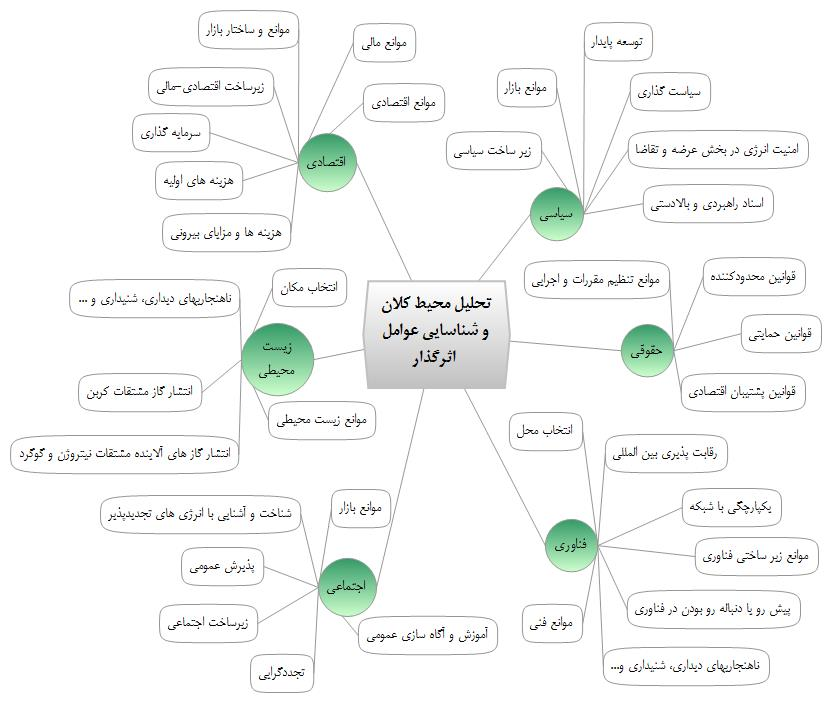 تحلیل محیط کلان
و شناسایی عوامل
اثرگذار
سیاسی
توسعه پایدار
سیاست گذاری
موانع بازار
امنیت انرژی در بخش عرضه و تقاضا
زیر ساخت سیاسی
اسناد راهبردی و بالادستی
حقوقی
موانع تنظیم مقررات و اجرایی
قوانین محدودکننده
قوانین حمایتی
قوانین پشتیبان اقتصادی
فناوری
انتخاب محل
رقابت پذیری بین المللی
یکپارچگی با شبکه
موانع زیر ساختی فناوری
پیش رو یا دنباله رو بودن در فناوری
موانع فنی
ناهنجاریهای دیداری، شنیداری و...
اقتصادی
موانع و ساختار بازار
موانع مالی
زیرساخت اقتصادی-مالی
موانع اقتصادی
سرمایه گذاری
هزینه های اولیه
هزینه ها و مزایای بیرونی
زیست
محیطی
انتخاب مکان
ناهنجاریهای دیداری، شنیداری و ...
انتشار گاز مشتقات کربن
موانع زیست محیطی
انتشار گاز های آلاینده مشتقات نیتروژن و گوگرد
اجتماعی
موانع بازار
شناخت و آشنایی با انرژی های تجدیدپذیر
پذیرش عمومی
زیرساخت اجتماعی
آموزش و آگاه سازی عمومی
تجددگرایی